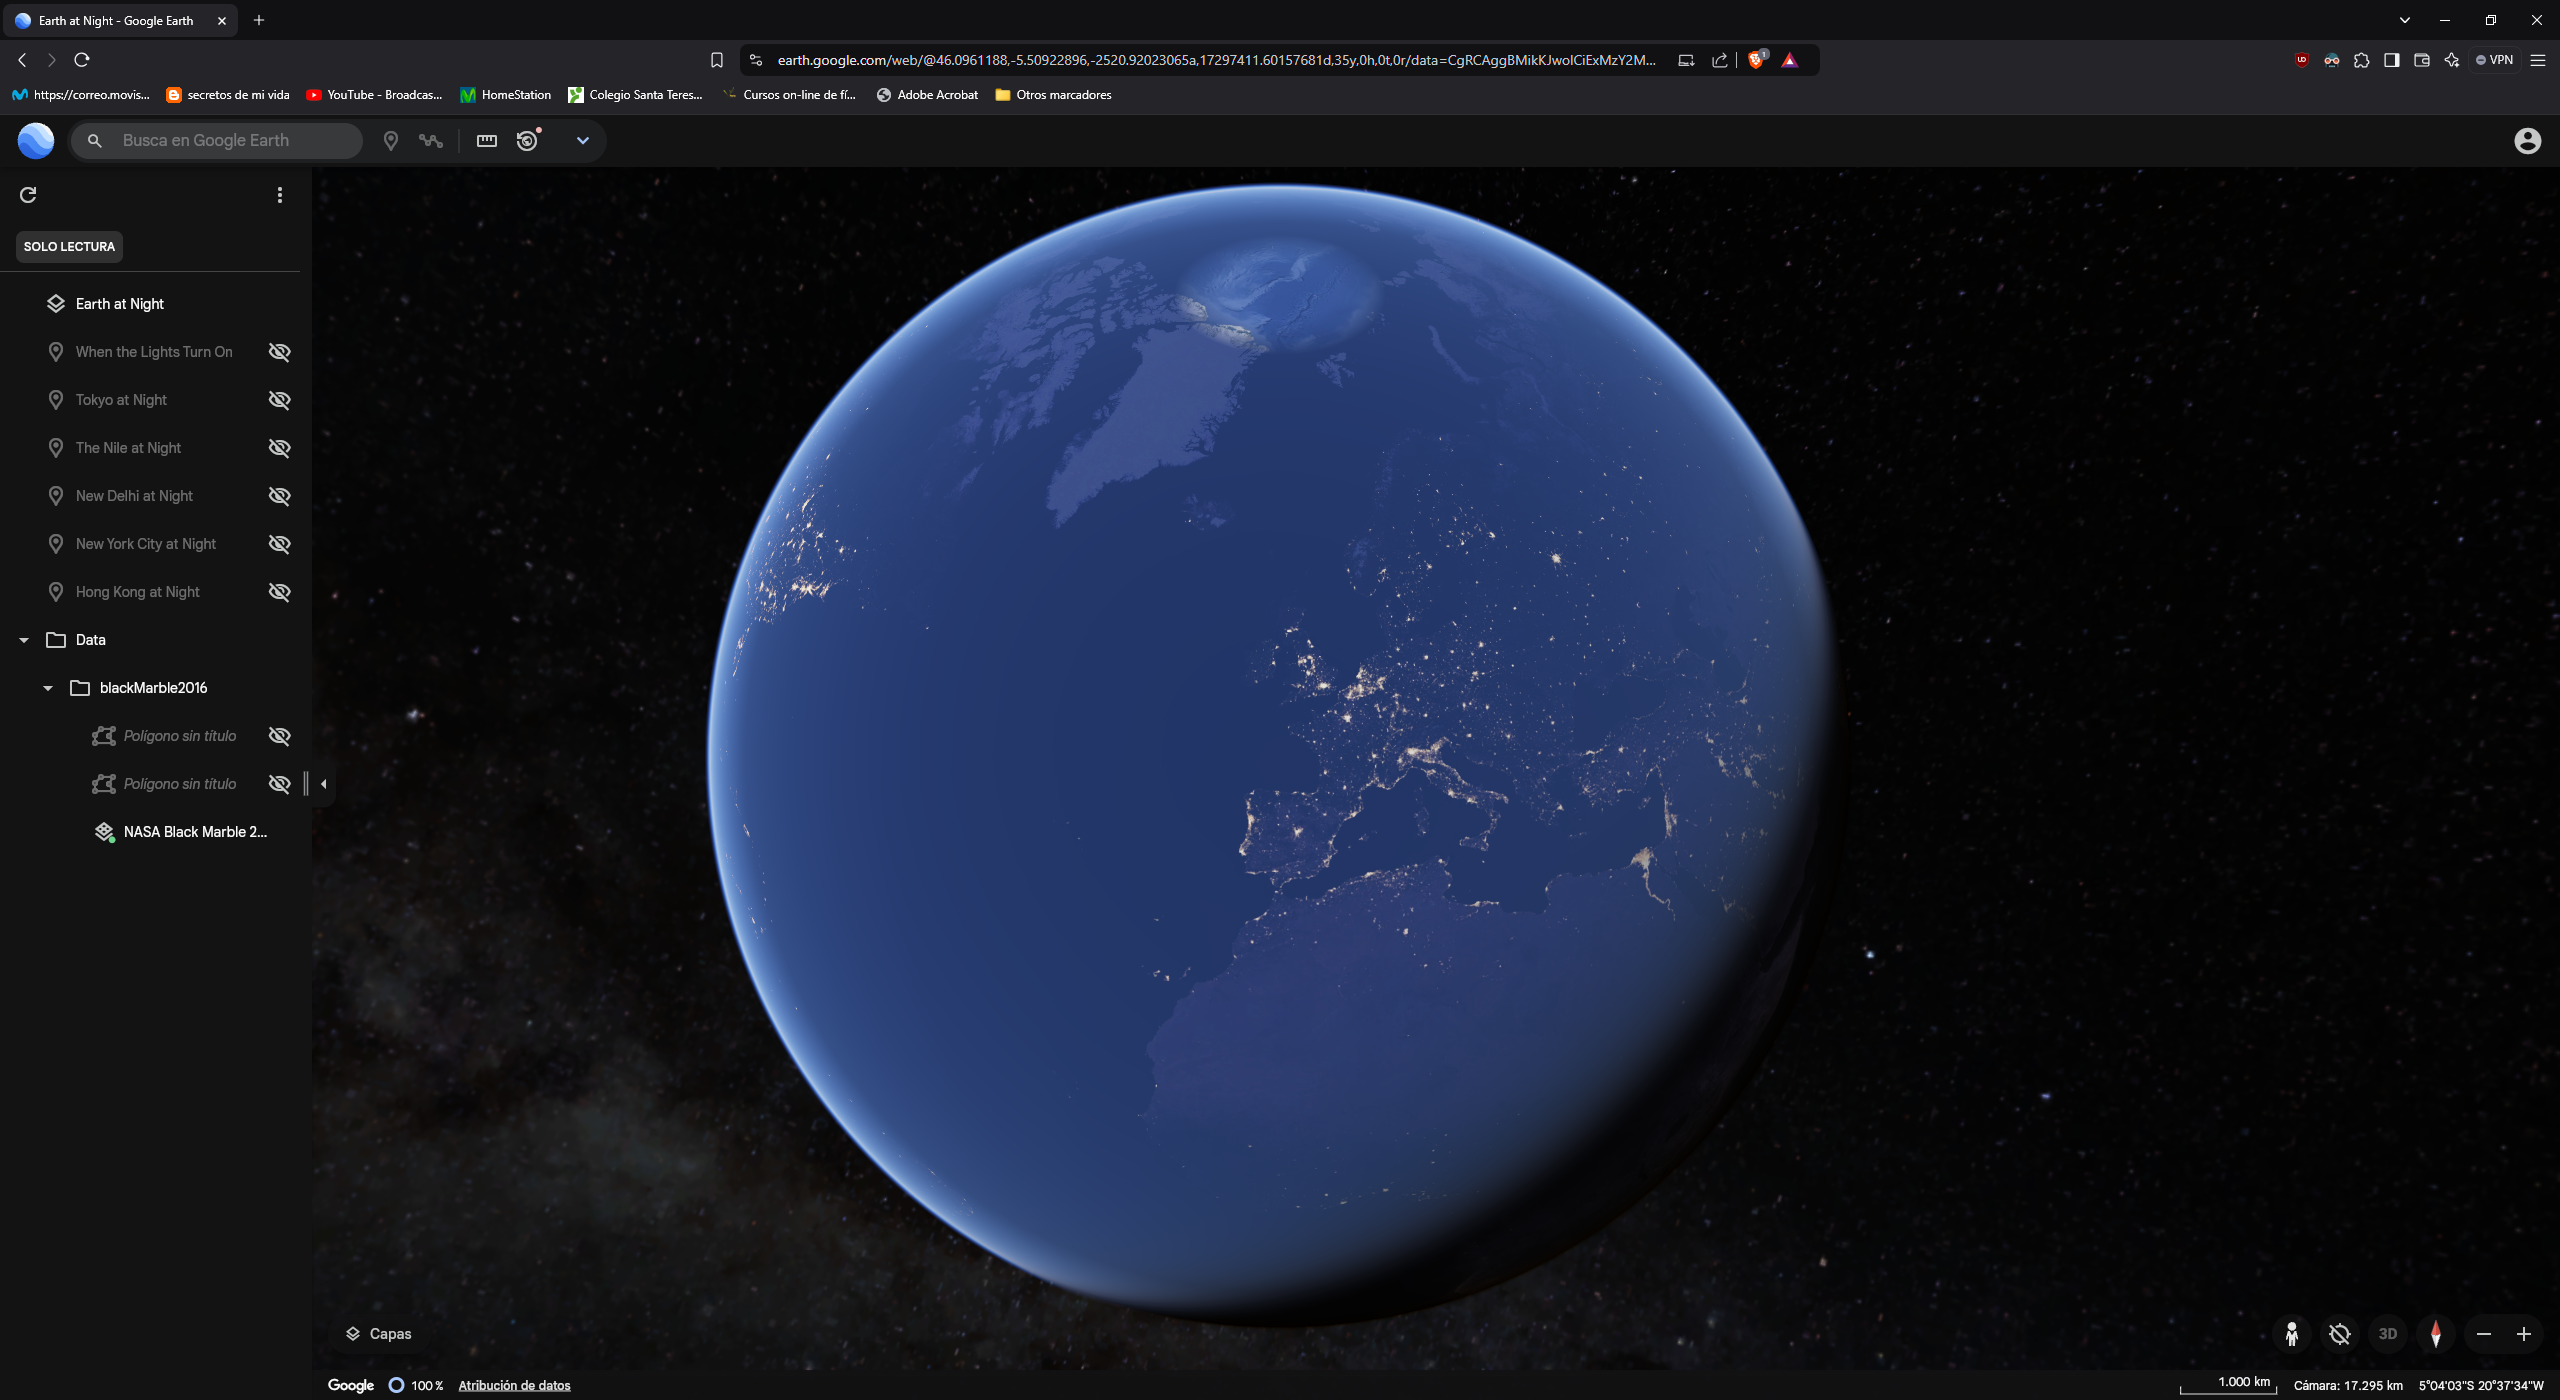 Earth at Night - Google Earth
earth.google.com/web/@46.0961188,-5.50922896,-2520.92023065a,17297411.60157681d,35y,0h,0t,0r/data=CgRCAggBMikKJwolCiExMzY2M...
1
VPN
https://correo.movis...
secretos de mi vida
YouTube - Broadcas...
HomeStation
Colegio Santa Teres...
Cursos on-line de fí...
Adobe Acrobat
Otros marcadores
Busca en Google Earth
SOLO LECTURA
Earth at Night
When the Lights Turn On
Tokyo at Night
The Nile at Night
New Delhi at Night
New York City at Night
Hong Kong at Night
Data
blackMarble2016
Polígono sin título
Polígono sin título
NASA Black Marble 2...
Capas
3D
Google
100 %
Atribución de datos
1.000 km
Cámara: 17.295 km
5°04'03"S 20°37'34"W